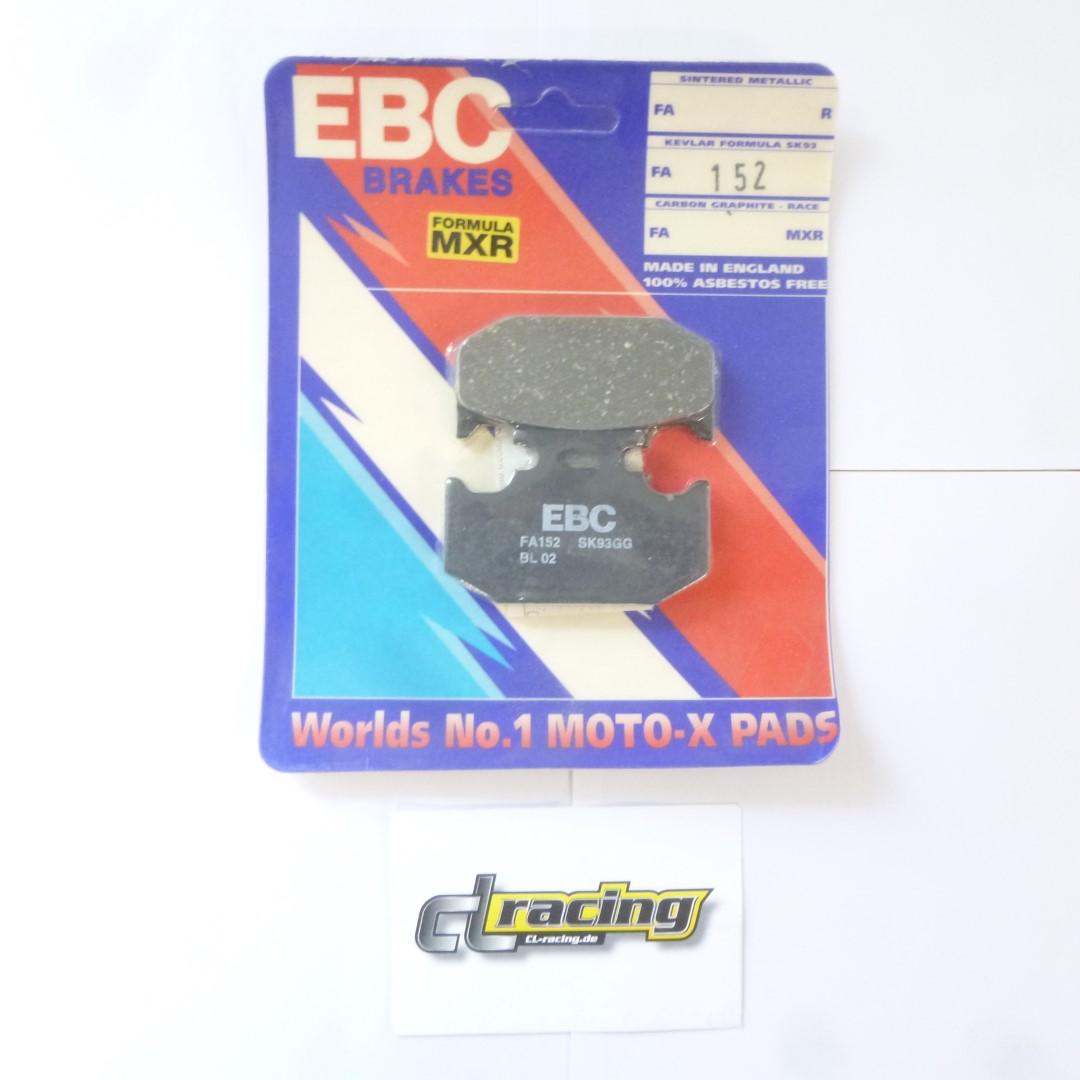 EBC
BRAKES
FORMULA
MXR
SINTERED METALLIC
FA R
KEVLAR FORMULA SK93
FA 152
CARBON GRAPHITE - RACE
FA MXR
MADE IN ENGLAND
100% ASBESTOS FREE
EBC
FA152 SK93GG
BL 02
Worlds No.1 MOTO-X PADS
cl racing
CL-racing.de